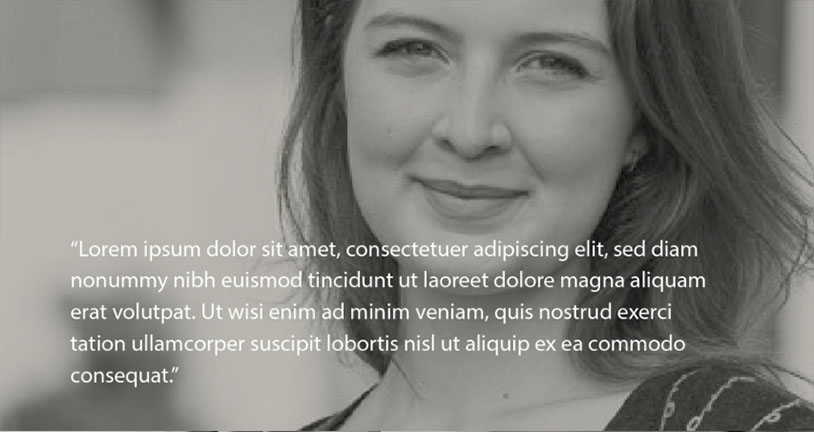 “Lorem ipsum dolor sit amet, consectetuer adipiscing elit, sed diam
nonummy nibh euismod tincidunt ut laoreet dolore magna aliquam
erat volutpat. Ut wisi enim ad minim veniam, quis nostrud exerci
tation ullamcorper suscipit lobortis nisl ut aliquip ex ea commodo
consequat.”